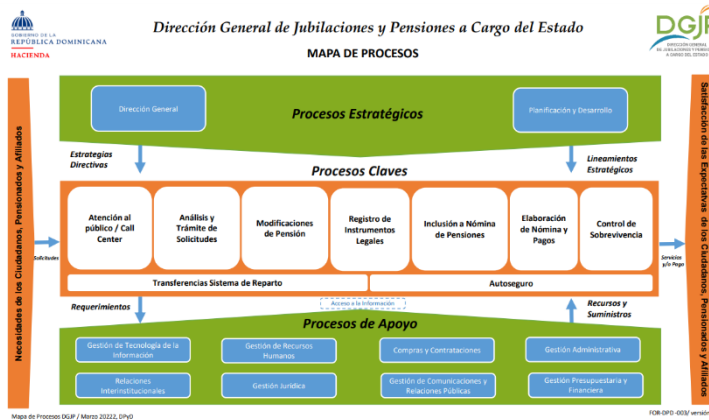 GOBIERNO DE LA
REPÚBLICA DOMINICANA
HACIENDA
Dirección General de Jubilaciones y Pensiones a Cargo del Estado
MAPA DE PROCESOS
DGJP
DIRECCIÓN GENERAL
DE JUBILACIONES Y PENSIONES
A CARGO DEL ESTADO
Necesidades de los Ciudadanos, Pensionados y Afiliados
Dirección General
Procesos Estratégicos
Planificación y Desarrollo
Estrategias
Directivas
Lineamientos
Estratégicos
Procesos Claves
Solicitudes
Atención al
público / Call
Center
Análisis y
Trámite de
Solicitudes
Modificaciones
de Pensión
Registro de
Instrumentos
Legales
Inclusión a Nómina
de Pensiones
Elaboración
de Nómina y
Pagos
Control de
Sobrevivencia
Servicios
y/o Pago
Transferencias Sistema de Reparto
Autoseguro
Requerimientos
Acceso a la Información
Recursos y
Suministros
Procesos de Apoyo
Gestión de Tecnología de la
Información
Gestión de Recursos
Humanos
Compras y Contrataciones
Gestión Administrativa
Relaciones
Interinstitucionales
Gestión Jurídica
Gestión de Comunicaciones y
Relaciones Públicas
Gestión Presupuestaria y
Financiera
Satisfacción de las Expectativas de los Ciudadanos, Pensionados y Afiliados
Mapa de Procesos DGJP / Marzo 20222, DPyD
FOR-DPD -003/ versión